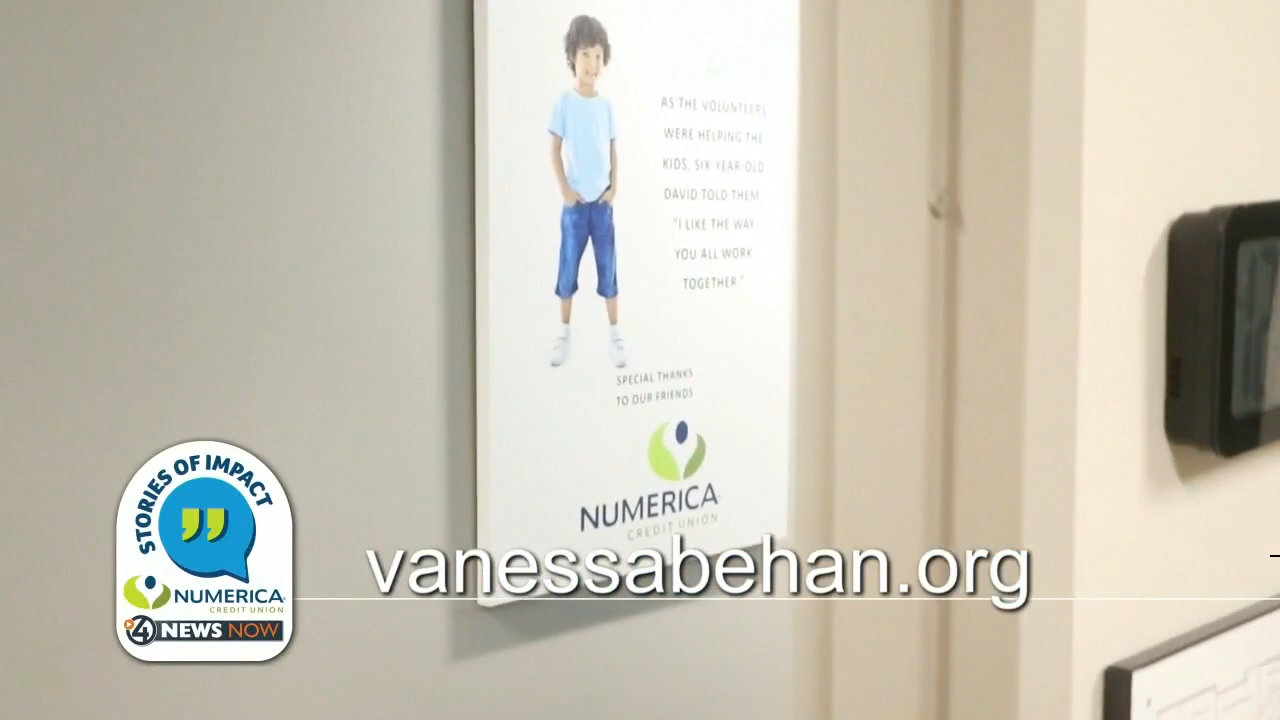 AS THE VOLUNTEERS
WERE HELPING THE
KIDS, SIX-YEAR-OLD
DAVID TOLD THEM
"I LIKE THE WAY
YOU ALL WORK
TOGETHER."
SPECIAL THANKS
TO OUR FRIENDS
NUMERICA
CREDIT UNION
STORIES OF IMPACT
NUMERICA
CREDIT UNION
4 NEWS NOW
vanessabehan.org